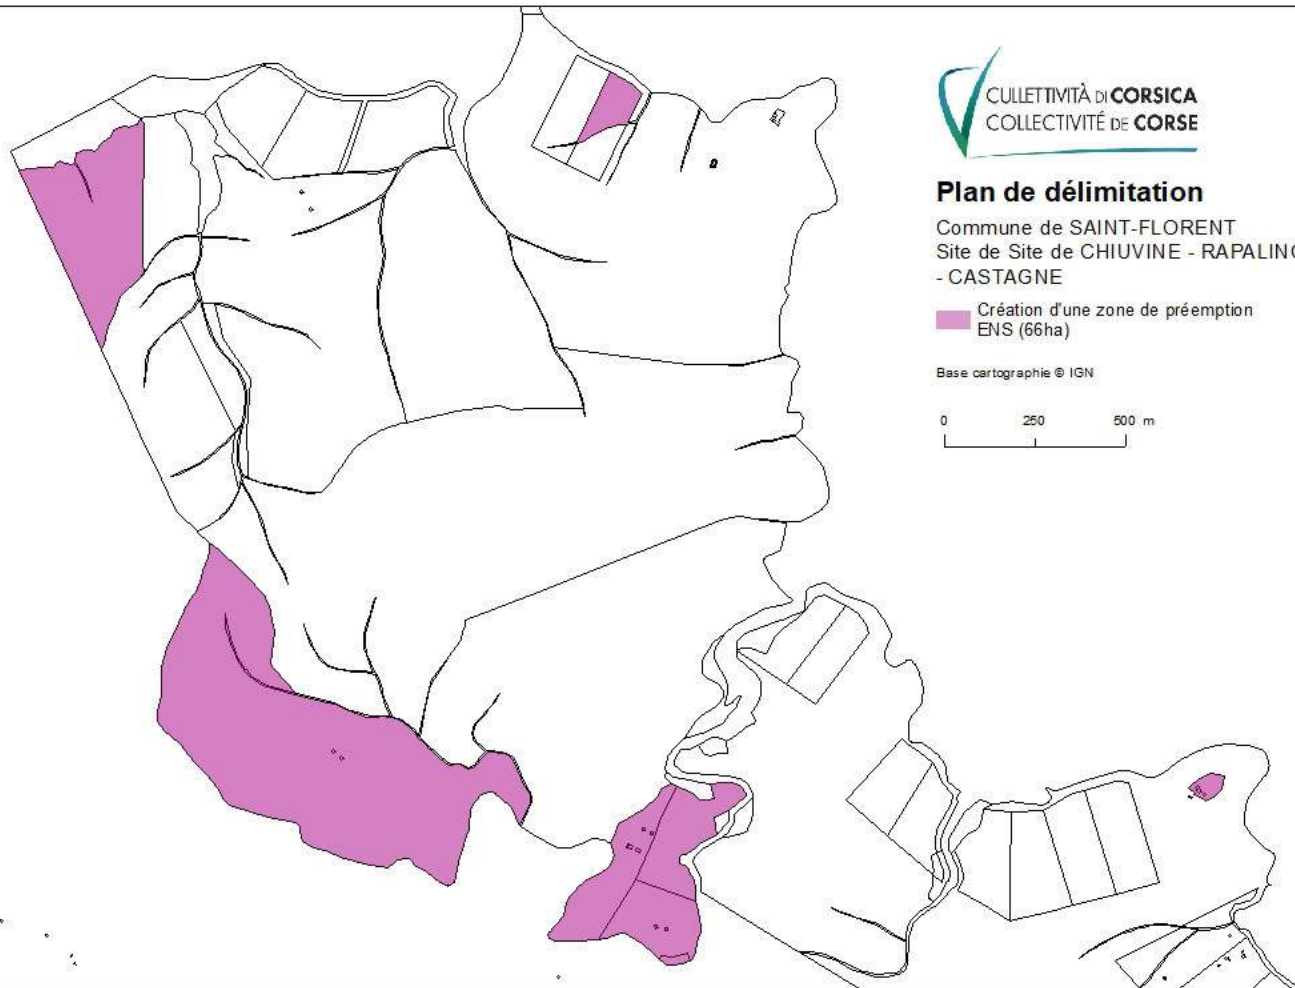 CULLETTIVITÀ DI CORSICA
COLLECTIVITÉ DE CORSE
Plan de délimitation
Commune de SAINT-FLORENT
Site de Site de CHIUVINE - RAPALINO
- CASTAGNE
Création d'une zone de préemption
ENS (66ha)
Base cartographie © IGN
0 250 500 m